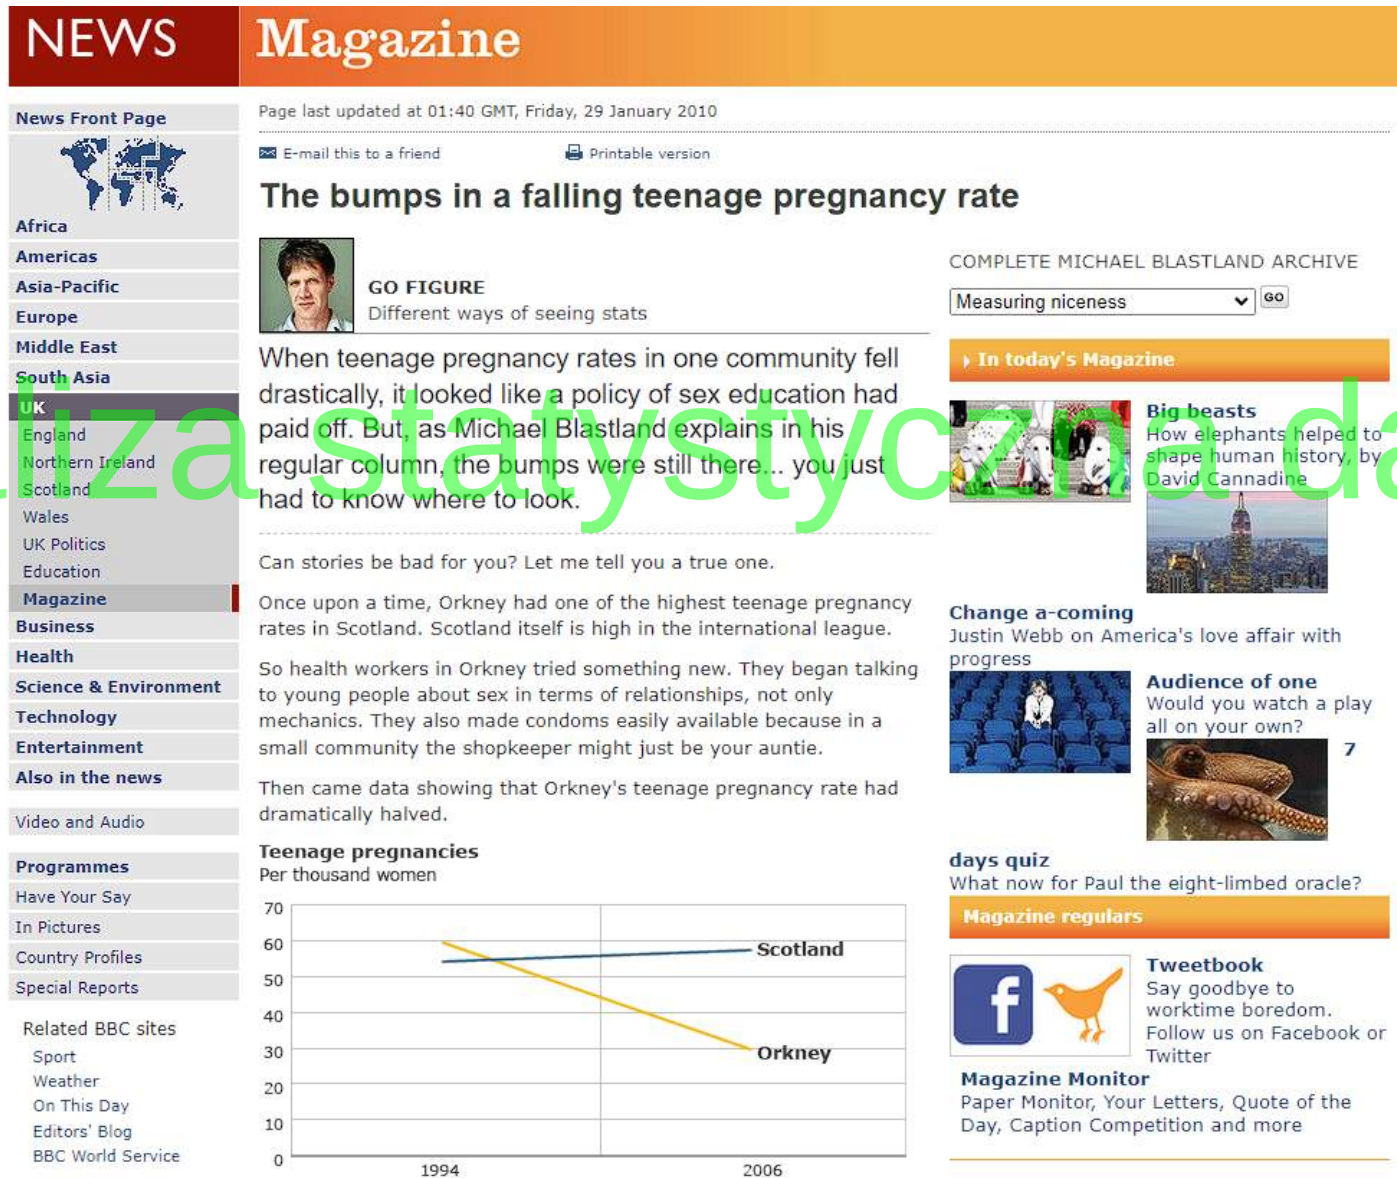 NEWS
Magazine
News Front Page
Africa
Americas
Asia-Pacific
Europe
Middle East
South Asia
UK
England
Northern Ireland
Scotland
Wales
UK Politics
Education
Magazine
Business
Health
Science & Environment
Technology
Entertainment
Also in the news
Video and Audio
Programmes
Have Your Say
In Pictures
Country Profiles
Special Reports
Related BBC sites
Sport
Weather
On This Day
Editors' Blog
BBC World Service
Page last updated at 01:40 GMT, Friday, 29 January 2010
E-mail this to a friend
Printable version
The bumps in a falling teenage pregnancy rate
GO FIGURE
Different ways of seeing stats
When teenage pregnancy rates in one community fell
drastically, it looked like a policy of sex education had
paid off. But, as Michael Blastland explains in his
regular column, the bumps were still there... you just
had to know where to look.
Can stories be bad for you? Let me tell you a true one.
Once upon a time, Orkney had one of the highest teenage pregnancy
rates in Scotland. Scotland itself is high in the international league.
So health workers in Orkney tried something new. They began talking
to young people about sex in terms of relationships, not only
mechanics. They also made condoms easily available because in a
small community the shopkeeper might just be your auntie.
Then came data showing that Orkney's teenage pregnancy rate had
dramatically halved.
Teenage pregnancies
Per thousand women
70
60
50
40
30
20
10
0
Scotland
Orkney
1994
2006
COMPLETE MICHAEL BLASTLAND ARCHIVE
Measuring niceness
GO
In today's Magazine
Big beasts
How elephants helped to
shape human history, by
David Cannadine
Change a-coming
Justin Webb on America's love affair with
progress
Audience of one
Would you watch a play
all on your own?
7
days quiz
What now for Paul the eight-limbed oracle?
Magazine regulars
Tweetbook
Say goodbye to
worktime boredom.
Follow us on Facebook or
Twitter
Magazine Monitor
Paper Monitor, Your Letters, Quote of the
Day, Caption Competition and more
liza statystyczna da